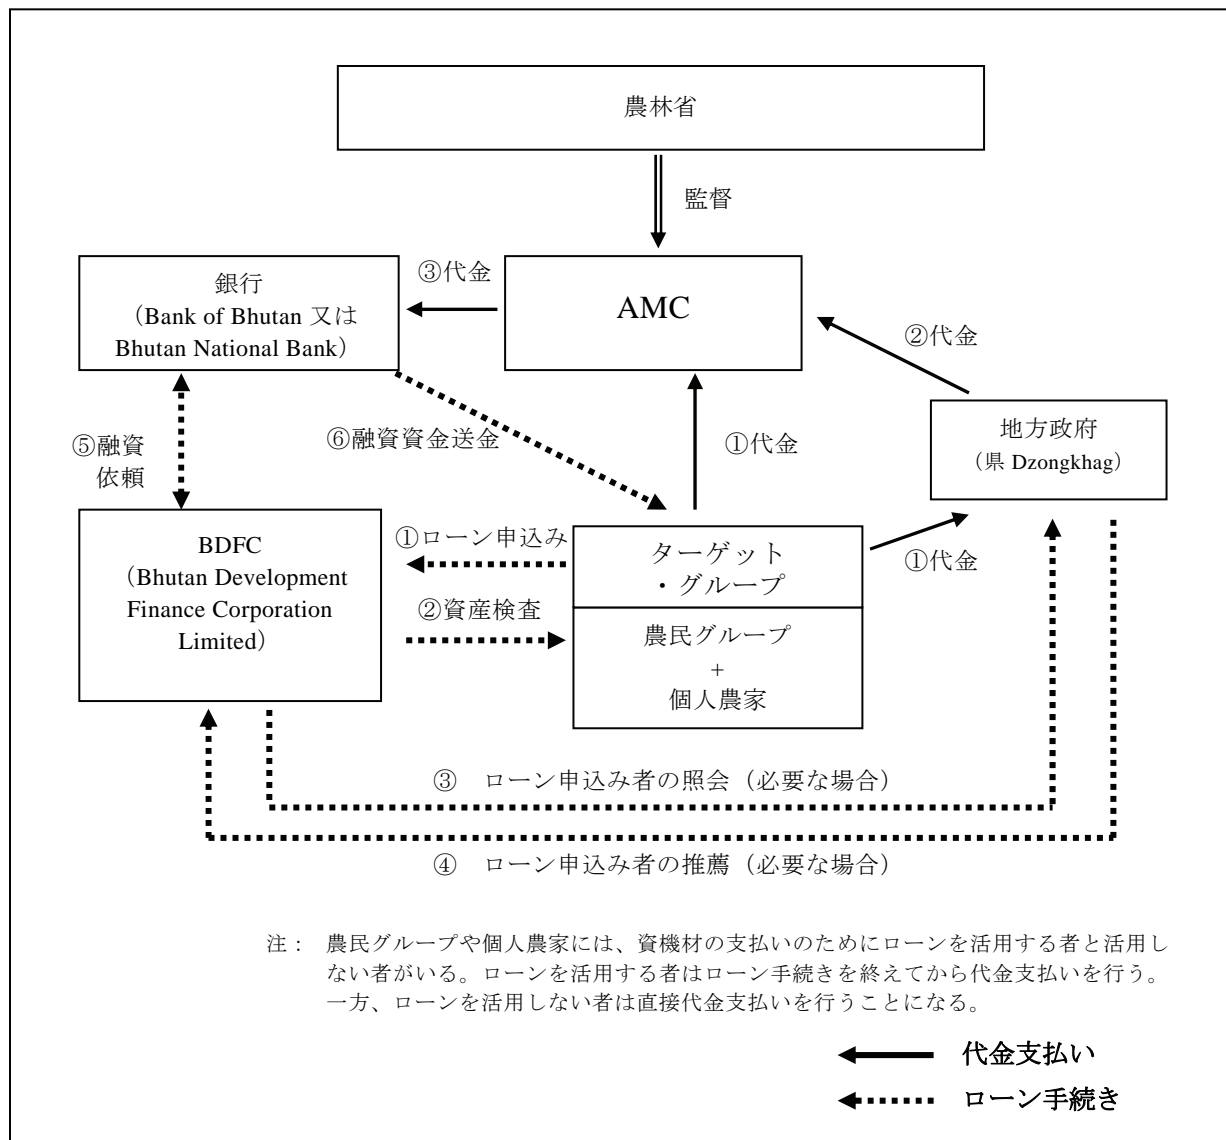 農林省
監督
銀行
（Bank of Bhutan 又は
Bhutan National Bank）
③代金
AMC
②代金
地方政府
（県 Dzongkhag）
⑤融資
依頼
⑥融資資金送金
①代金
①代金
BDFC
（Bhutan Development
Finance Corporation
Limited）
①ローン申込み
②資産検査
ターゲット
・グループ
農民グループ
+
個人農家
③　ローン申込み者の照会（必要な場合）
④　ローン申込み者の推薦（必要な場合）
注：　農民グループや個人農家には、資機材の支払いのためにローンを活用する者と活用し
ない者がいる。ローンを活用する者はローン手続きを終えてから代金支払いを行う。
一方、ローンを活用しない者は直接代金支払いを行うことになる。
代金支払い
ローン手続き